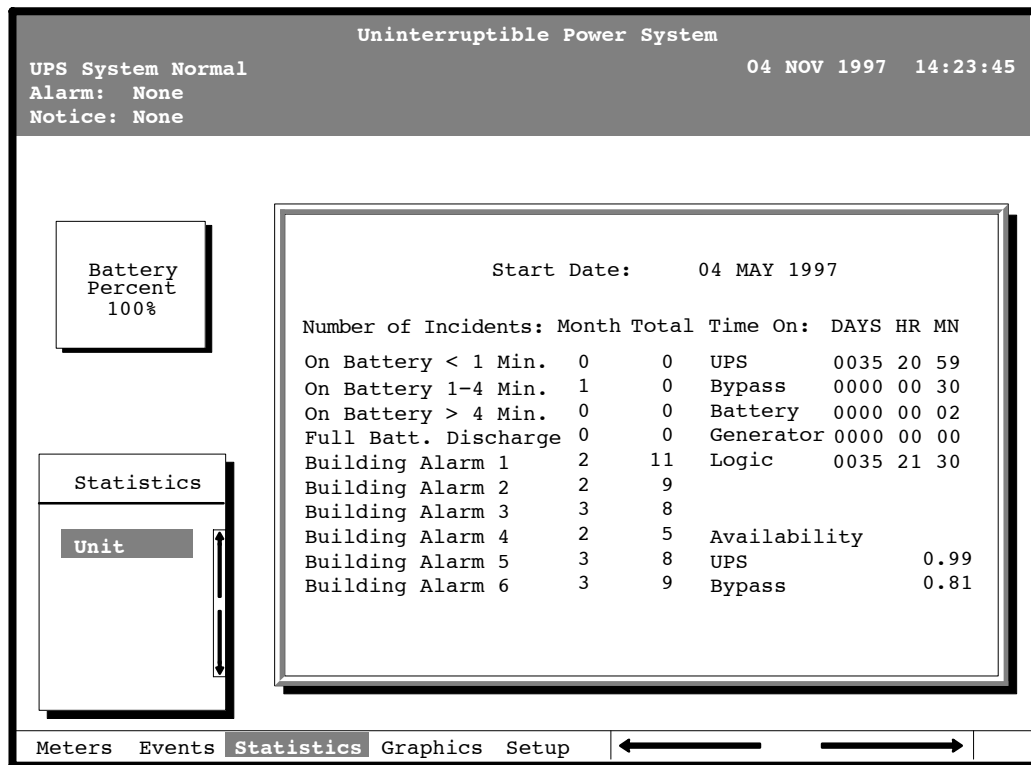 Uninterruptible Power System
UPS System Normal 04 NOV 1997 14:23:45
Alarm: None
Notice: None
Battery
Percent
100%
Start Date: 04 MAY 1997
Number of Incidents: Month Total Time On: DAYS HR MN
On Battery < 1 Min. 0 0 UPS 0035 20 59
On Battery 1–4 Min. 1 0 Bypass 0000 00 30
On Battery > 4 Min. 0 0 Battery 0000 00 02
Full Batt. Discharge 0 0 Generator 0000 00 00
Building Alarm 1 2 11 Logic 0035 21 30
Building Alarm 2 2 9
Building Alarm 3 3 8
Building Alarm 4 2 5 Availability
Building Alarm 5 3 8 UPS 0.99
Building Alarm 6 3 9 Bypass 0.81
Statistics
Unit
Meters Events Statistics Graphics Setup